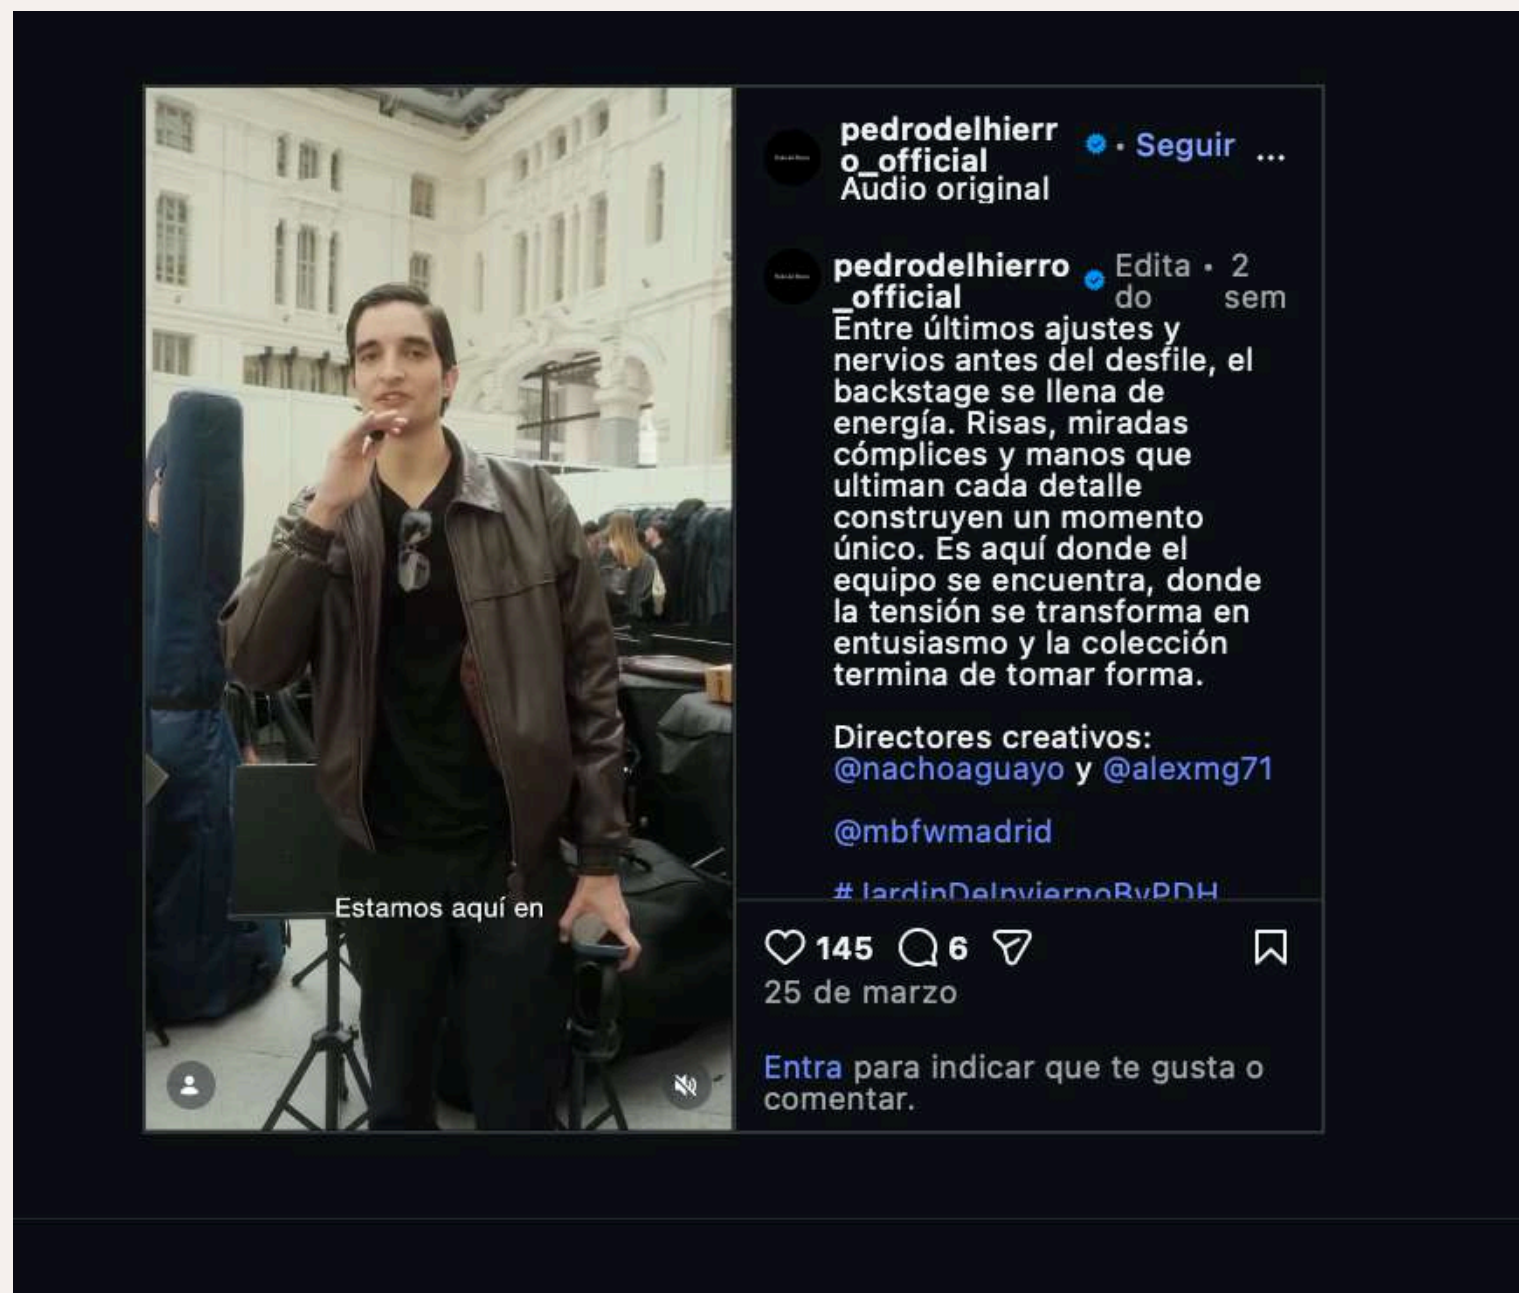 pedrodelhierr
o_official
• Seguir ...
Audio original
pedrodelhierro
_official
Edita
do
• 2
sem
Entre últimos ajustes y
nervios antes del desfile, el
backstage se llena de
energía. Risas, miradas
cómplices y manos que
ultiman cada detalle
construyen un momento
único. Es aquí donde el
equipo se encuentra, donde
la tensión se transforma en
entusiasmo y la colección
termina de tomar forma.
Directores creativos:
@nachoaguayo y @alexmg71
@mbfwmadrid
#JardinDeInviernoByPDH
145 6
25 de marzo
Entra para indicar que te gusta o
comentar.
Estamos aquí en